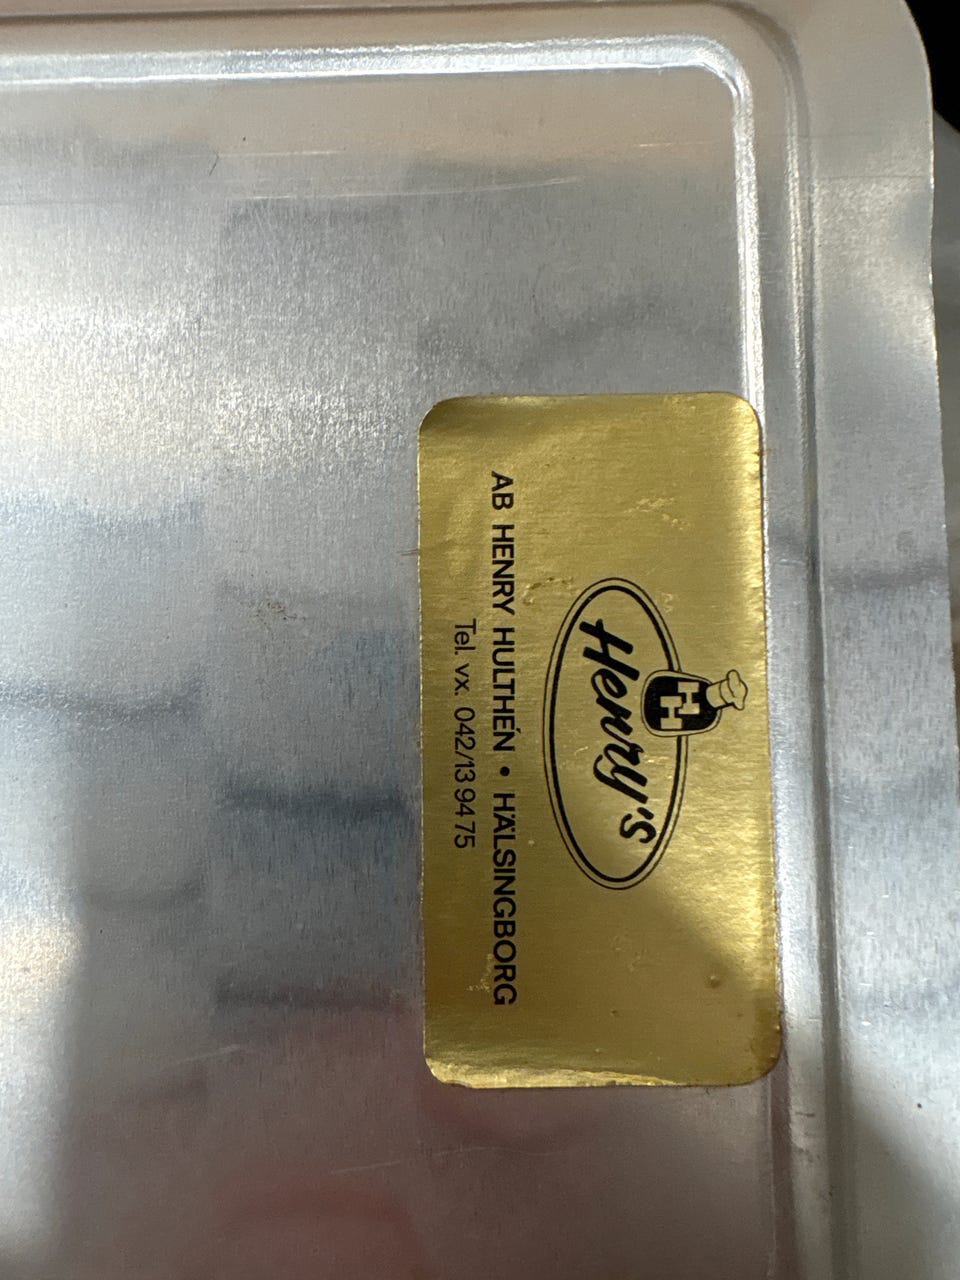 Henry's
H
AB HENRY HULTHÉN • HÄLSINGBORG
Tel. vx. 042/13 94 75